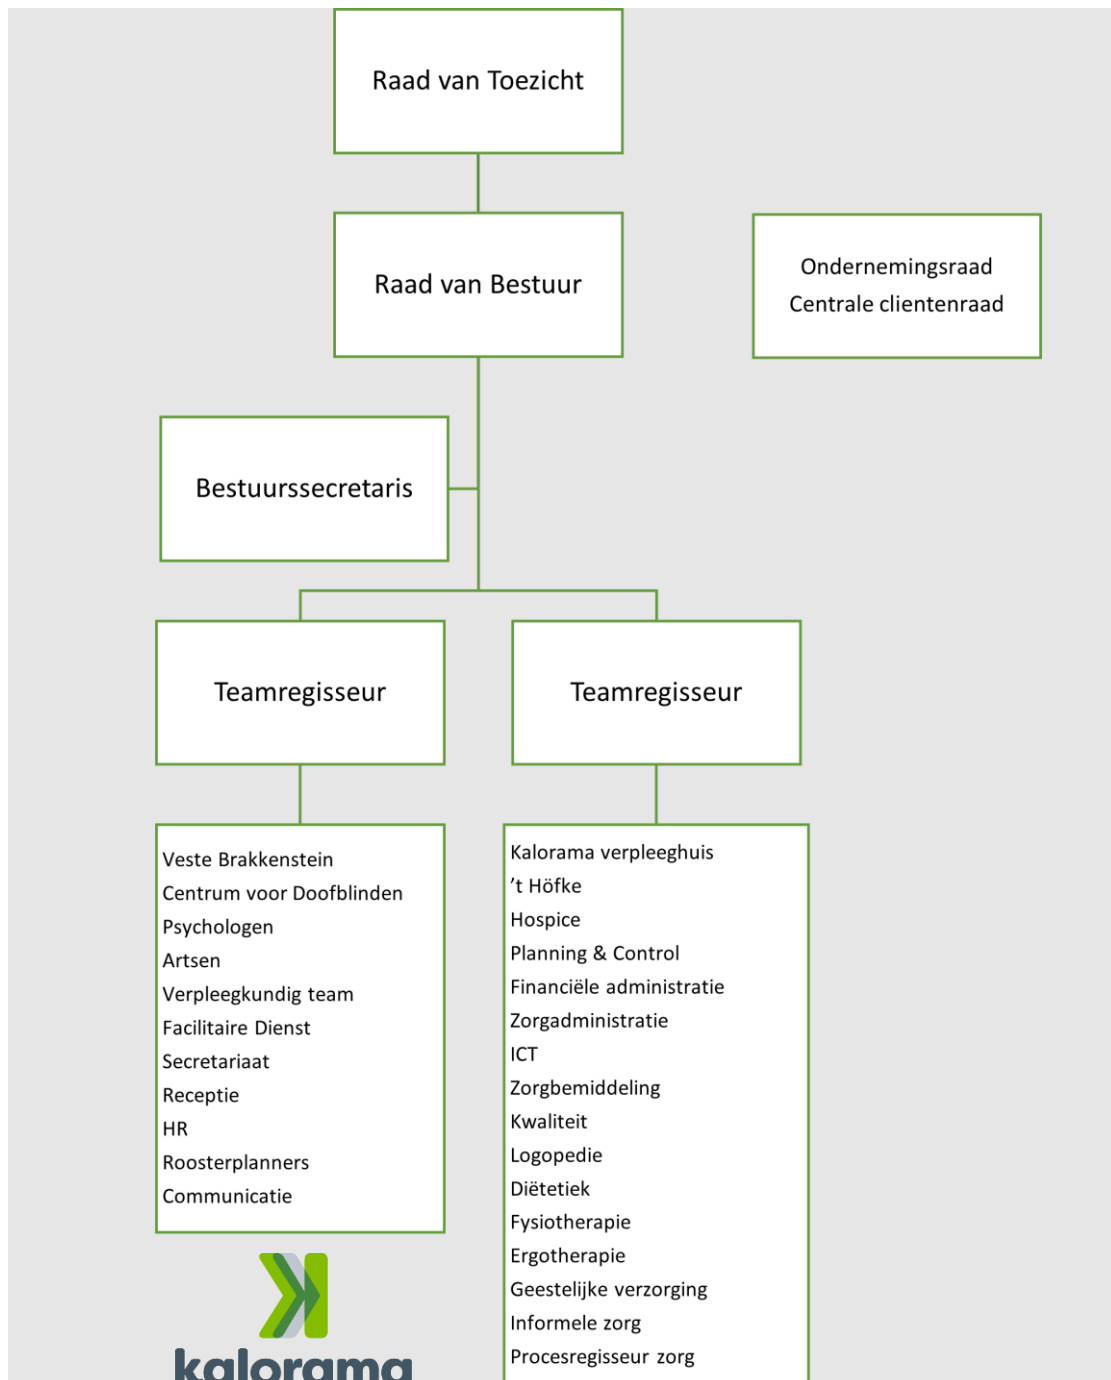 Raad van Toezicht
Raad van Bestuur
Ondernemingsraad
Centrale clientenraad
Bestuurssecretaris
Teamregisseur
Teamregisseur
Veste Brakkenstein
Centrum voor Doofblinden
Psychologen
Artsen
Verpleegkundig team
Facilitaire Dienst
Secretariaat
Receptie
HR
Roosterplanners
Communicatie
Kalorama verpleeghuis
’t Höfke
Hospice
Planning & Control
Financiële administratie
Zorgadministratie
ICT
Zorgbemiddeling
Kwaliteit
Logopedie
Diëtetiek
Fysiotherapie
Ergotherapie
Geestelijke verzorging
Informele zorg
Procesregisseur zorg
kalorama